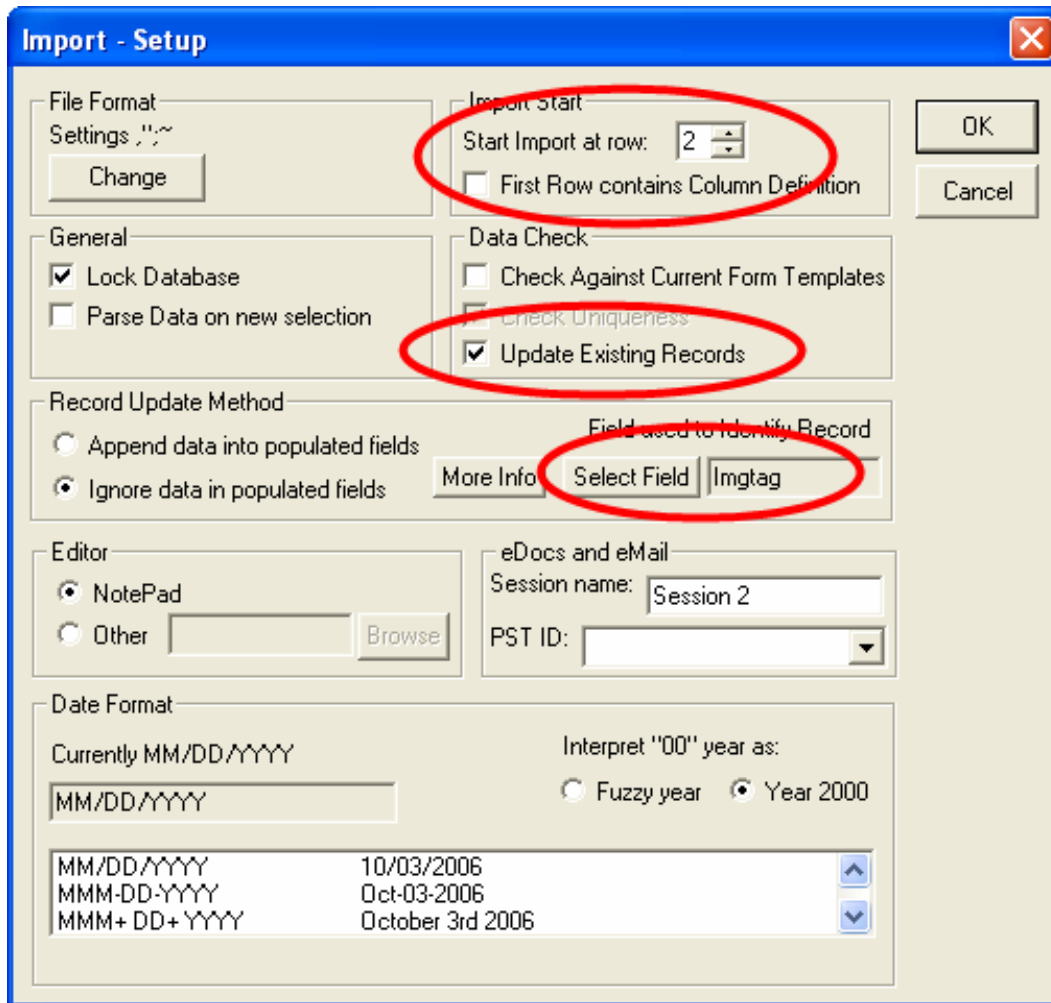 Import - Setup
File Format
Settings ,";~
Change
Import Start
Start Import at row: 2
First Row contains Column Definition
OK
Cancel
General
Lock Database
Parse Data on new selection
Data Check
Check Against Current Form Templates
Check Uniqueness
Update Existing Records
Record Update Method
Append data into populated fields
Ignore data in populated fields
More Info
Field used to Identify Record
Select Field
Imgtag
Editor
NotePad
Other
Browse
eDocs and eMail
Session name: Session 2
PST ID:
Date Format
Currently MM/DD/YYYY
MM/DD/YYYY
Interpret "00" year as:
Fuzzy year Year 2000
MM/DD/YYYY 10/03/2006
MMM-DD-YYYY Oct-03-2006
MMM+ DD+ YYYY October 3rd 2006